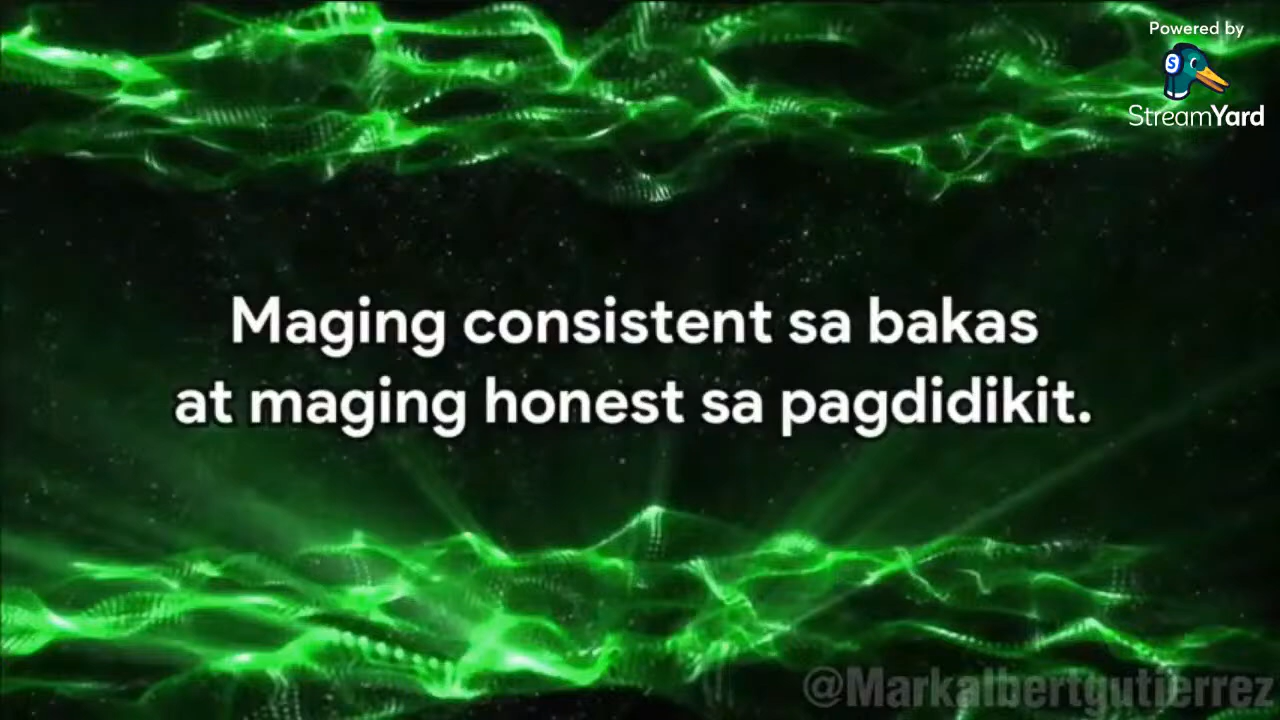 Powered by
StreamYard
Maging consistent sa bakas
at maging honest sa pagdidikit.
@Markalbertgutierrez